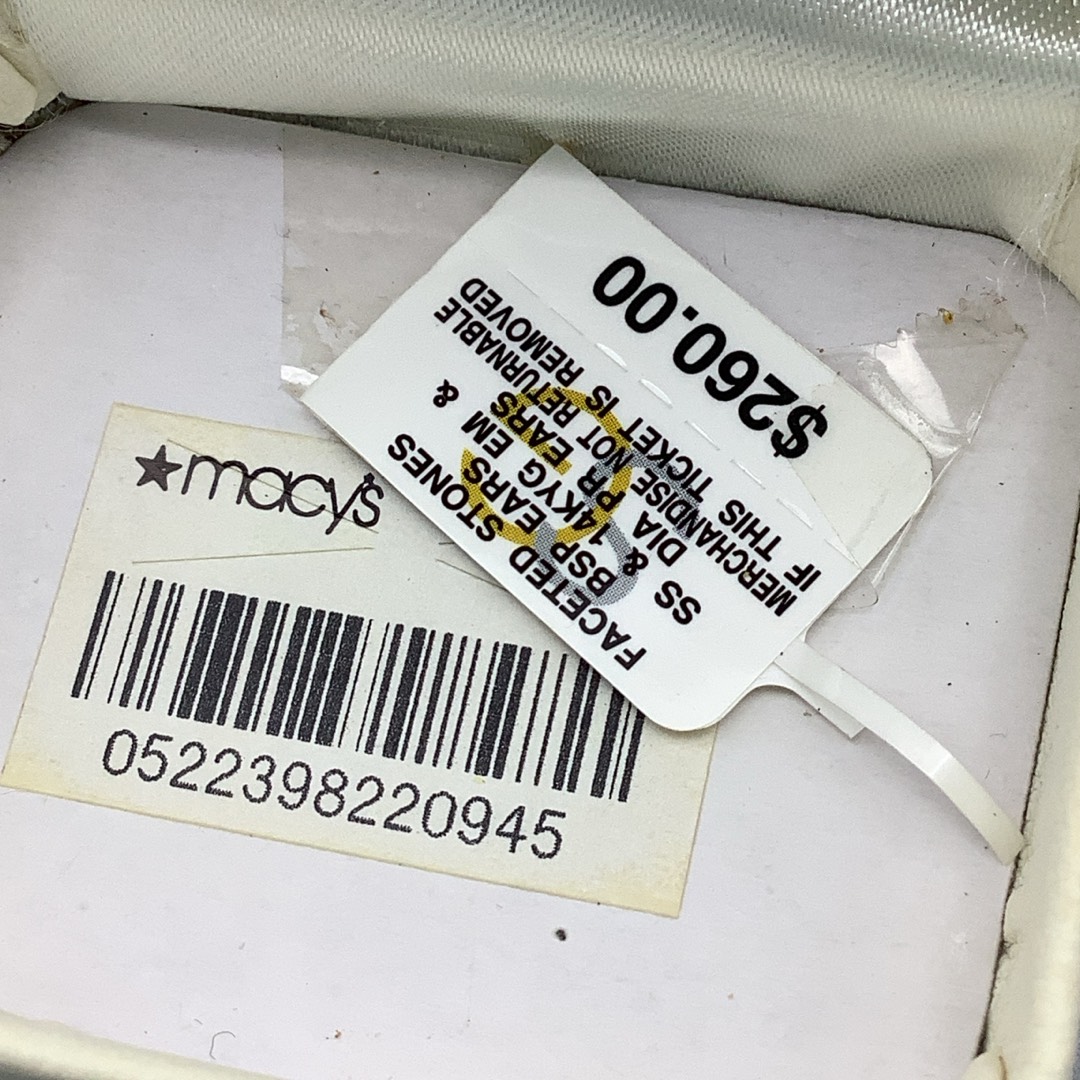 $260.00
FACETED STONES
BSP EARS
SS & 14KYG EM &
DIA PR EARS
MERCHANDISE NOT RETURNABLE
IF THIS TICKET IS REMOVED
macy's
0522398220945